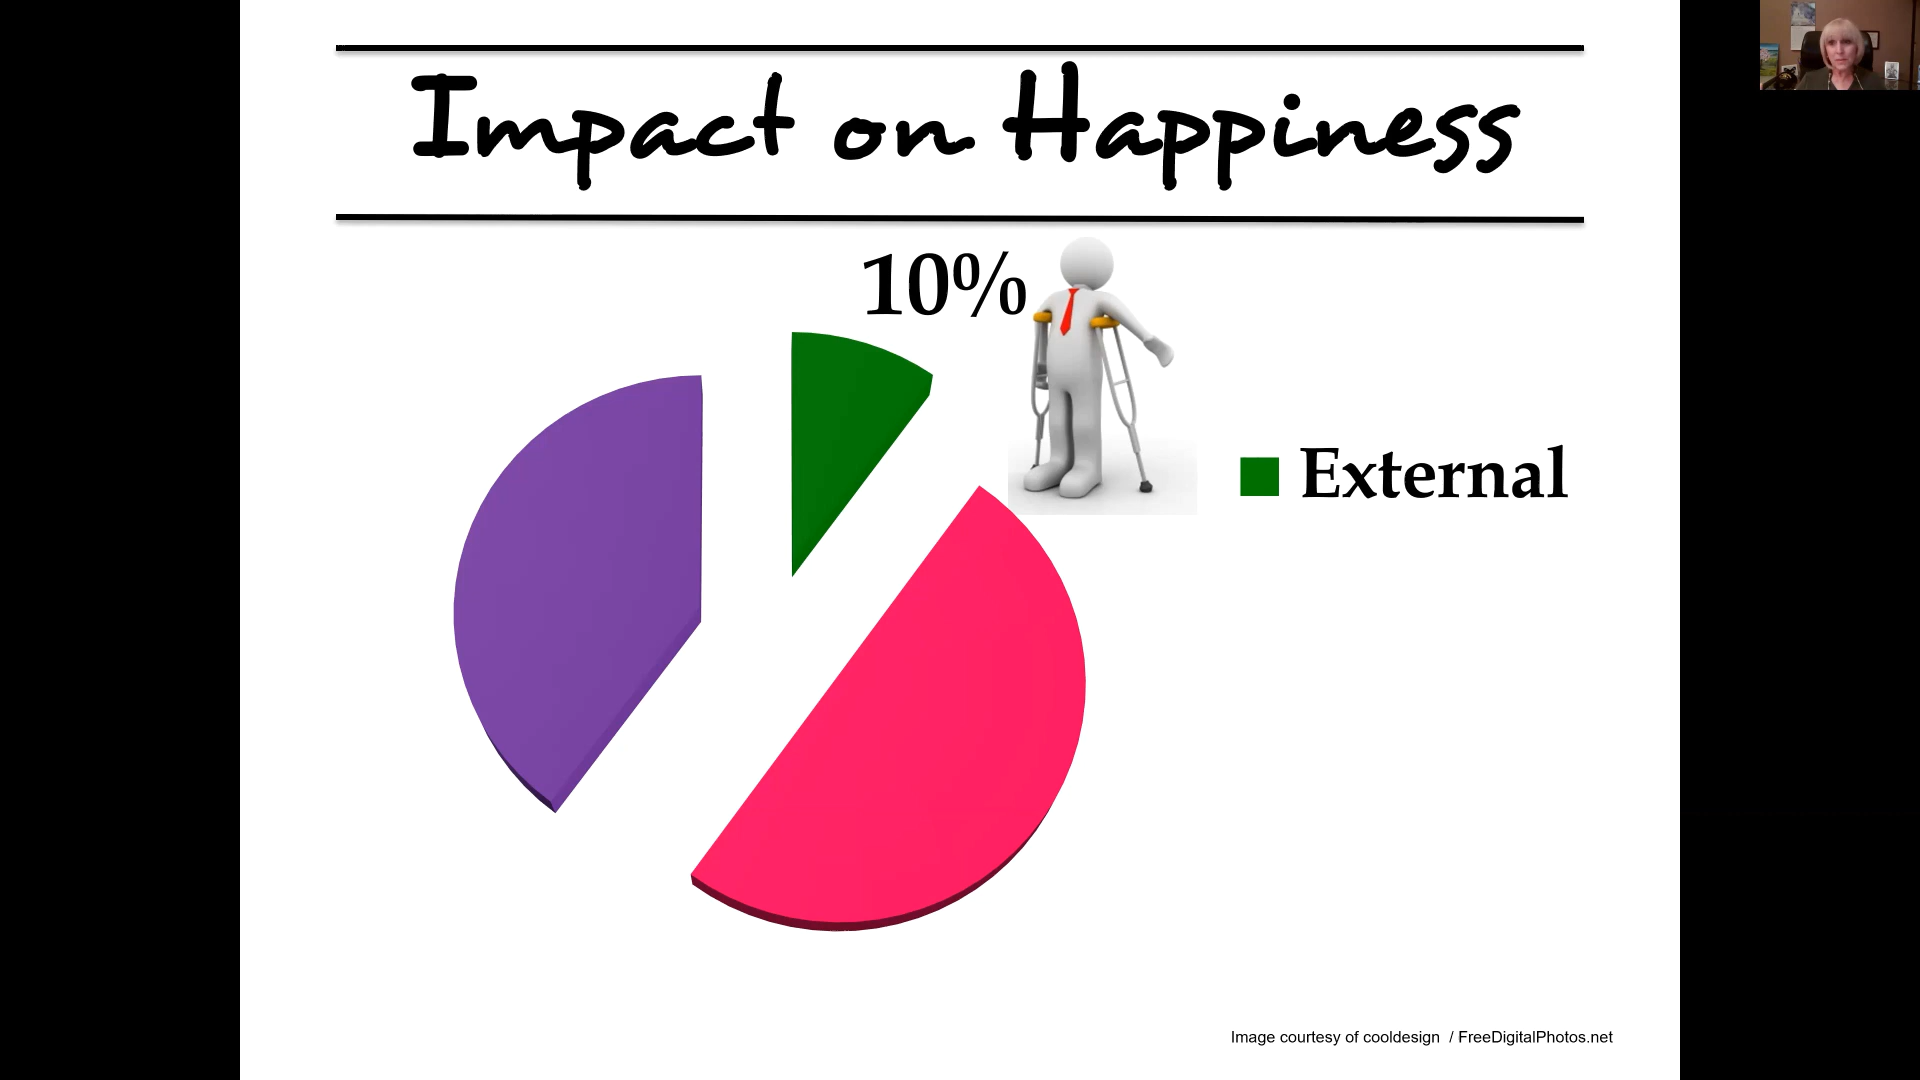 Impact on Happiness
10%
External
Image courtesy of cooldesign / FreeDigitalPhotos.net